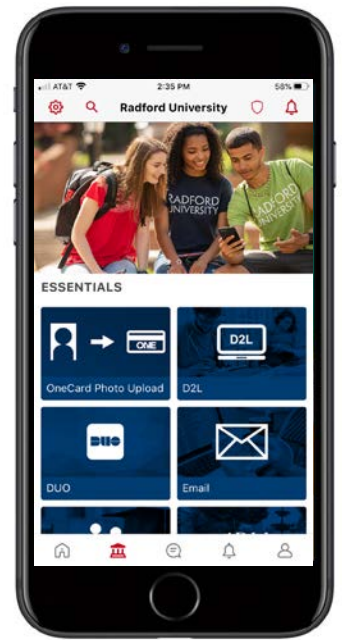 AT&T 2:35 PM 58%
Radford University
RADFORD
UNIVERSITY
RADFORD
UNIVERSITY
ESSENTIALS
ONE
D2L
OneCard Photo Upload
D2L
DUO
DUO
Email